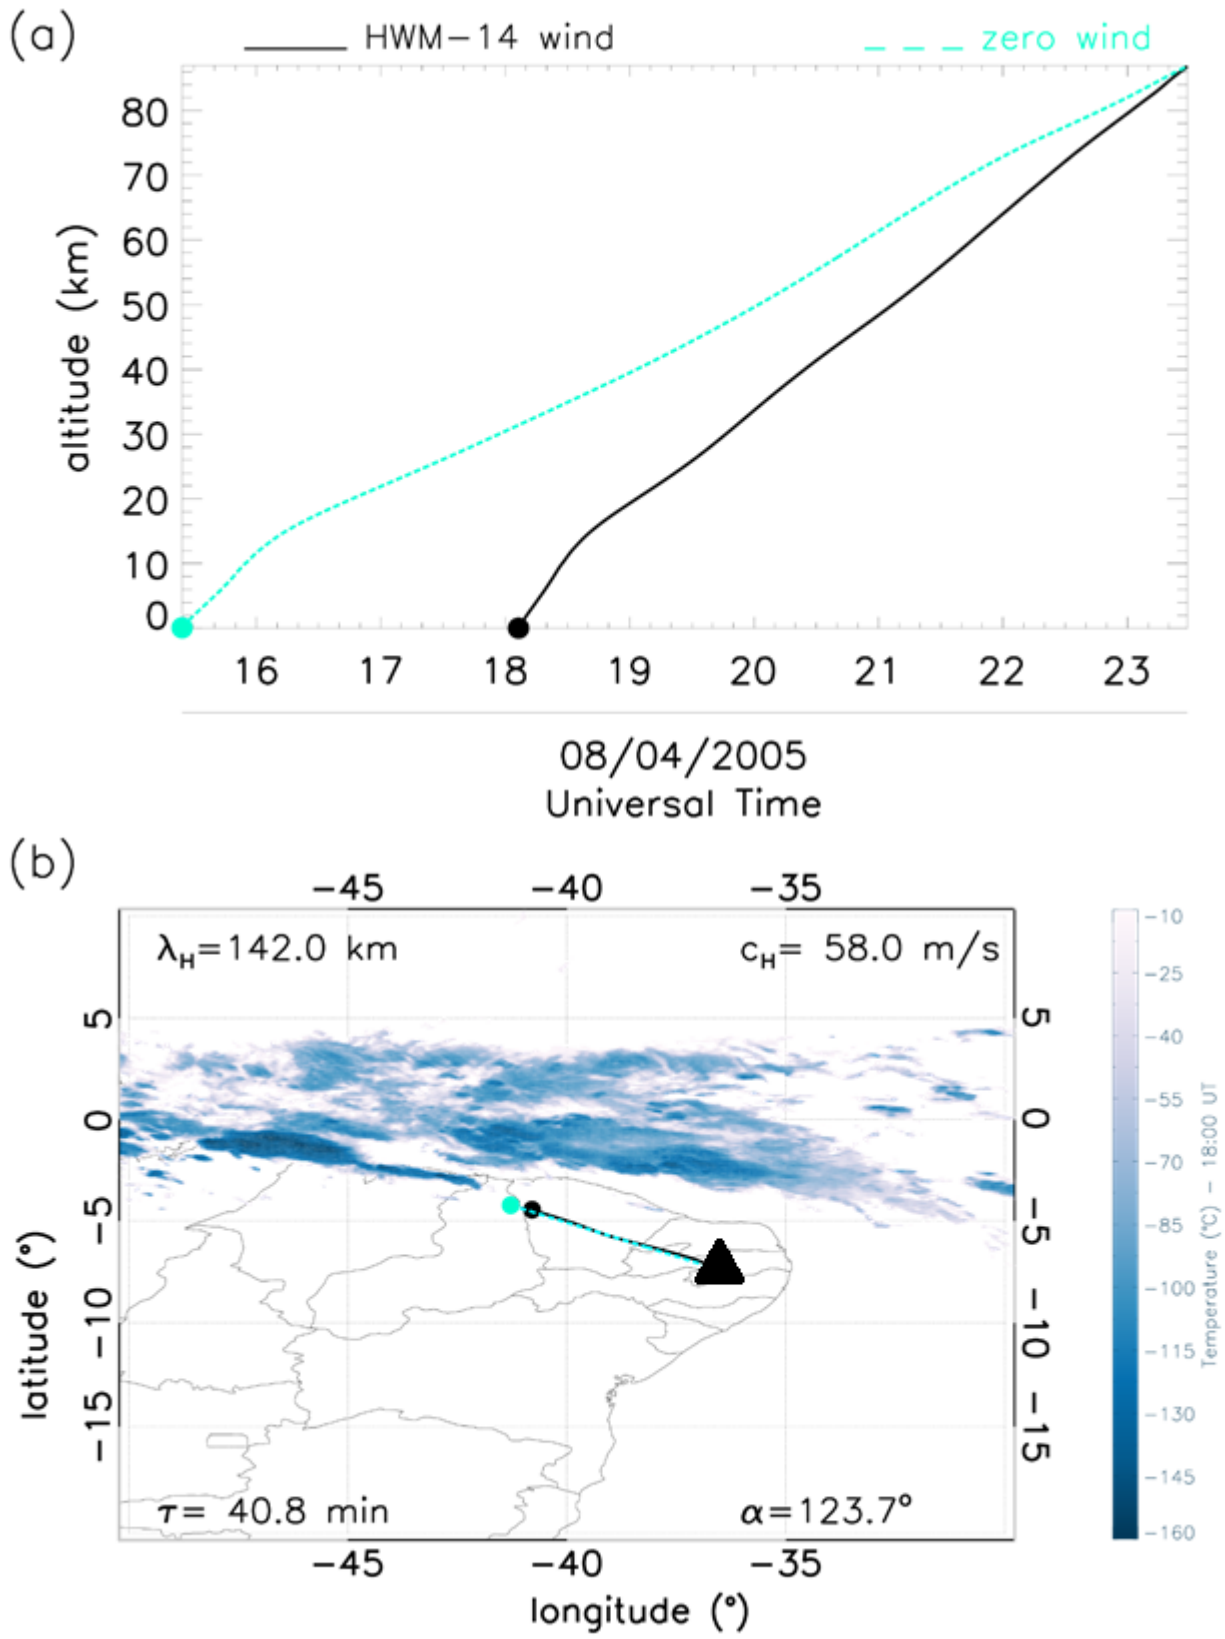 (a)
HWM-14 wind
zero wind
80
70
60
50
40
30
20
10
0
altitude (km)
16 17 18 19 20 21 22 23
08/04/2005
Universal Time
(b)
-45 -40 -35
λH=142.0 km
cH= 58.0 m/s
5
0
-5
-10
-15
latitude (°)
5
0
-5
-10
-15
τ= 40.8 min
α=123.7°
-45 -40 -35
longitude (°)
-10
-25
-40
-55
-70
-85
-100
-115
-130
-145
-160
Temperature (°C) - 18:00 UT